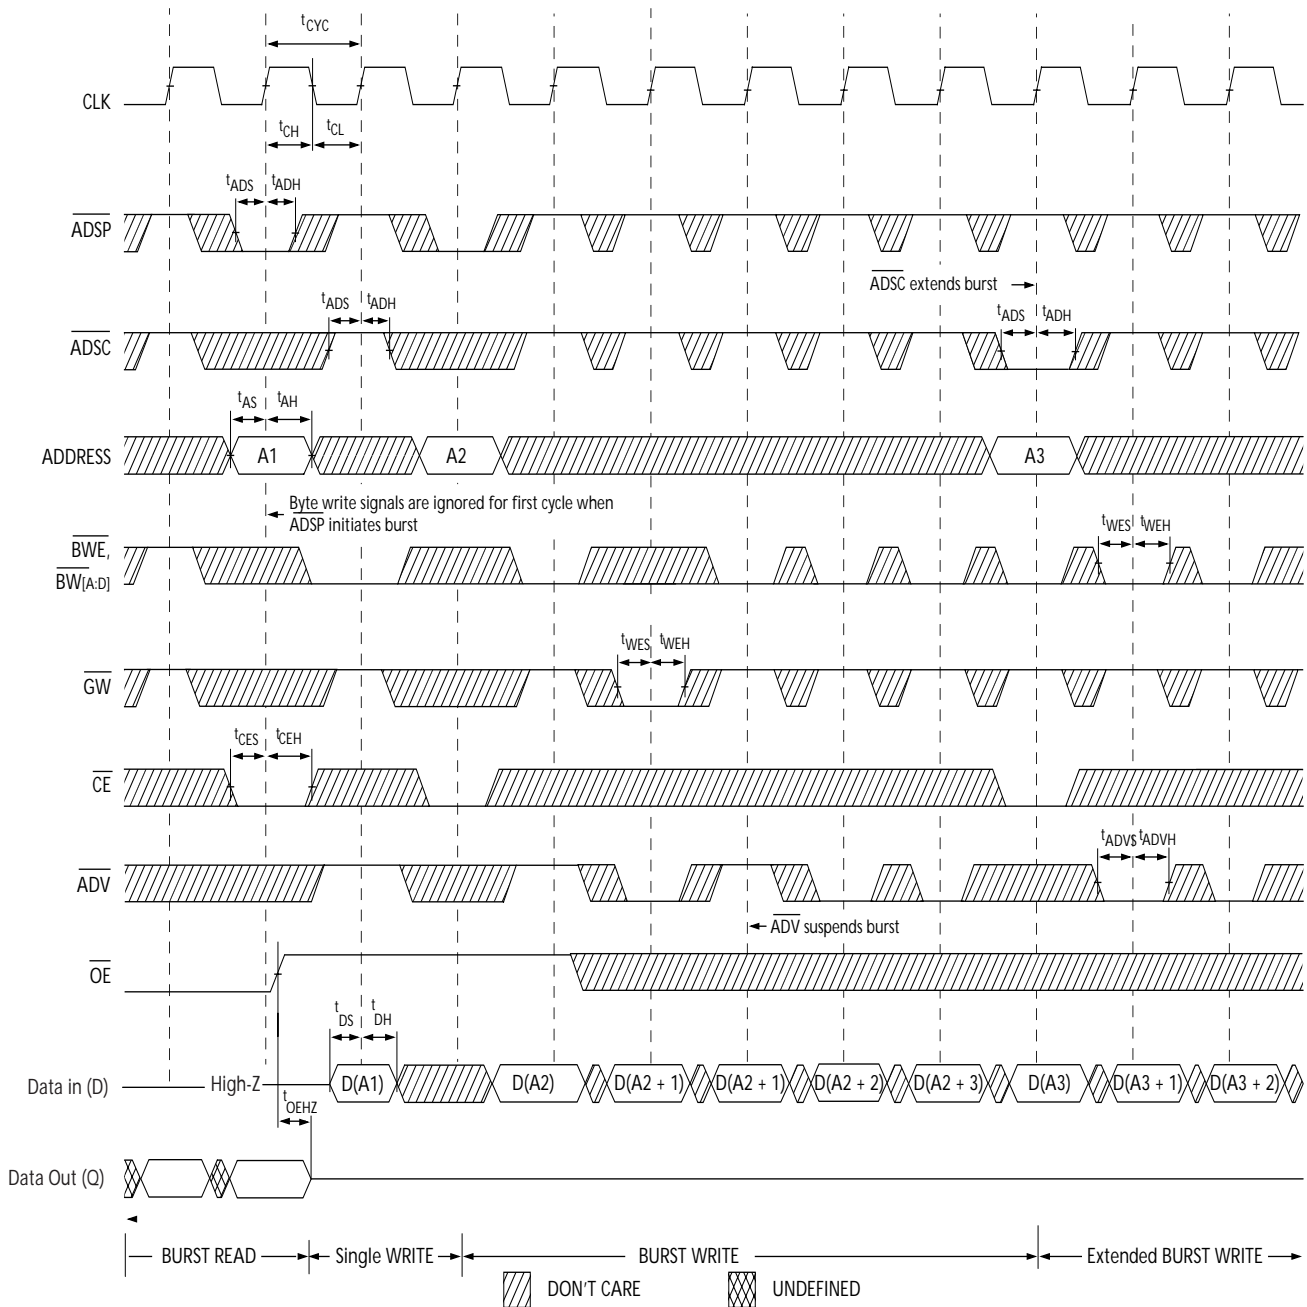 tCYC
CLK
tCH tCL
tADS tADH
ADSP
ADSC extends burst
tADS tADH
tADS tADH
ADSC
tAS tAH
ADDRESS A1 A2 A3
Byte write signals are ignored for first cycle when
ADSP initiates burst
tWES tWEH
BWE,
BW[A:D]
tWES tWEH
GW
tCES tCEH
CE
tADVS tADVH
ADV
ADV suspends burst
OE
tDS tDH
Data in (D) High-Z D(A1) D(A2) D(A2 + 1) D(A2 + 1) D(A2 + 2) D(A2 + 3) D(A3) D(A3 + 1) D(A3 + 2)
tOEHZ
Data Out (Q)
BURST READ Single WRITE BURST WRITE Extended BURST WRITE
DON'T CARE UNDEFINED